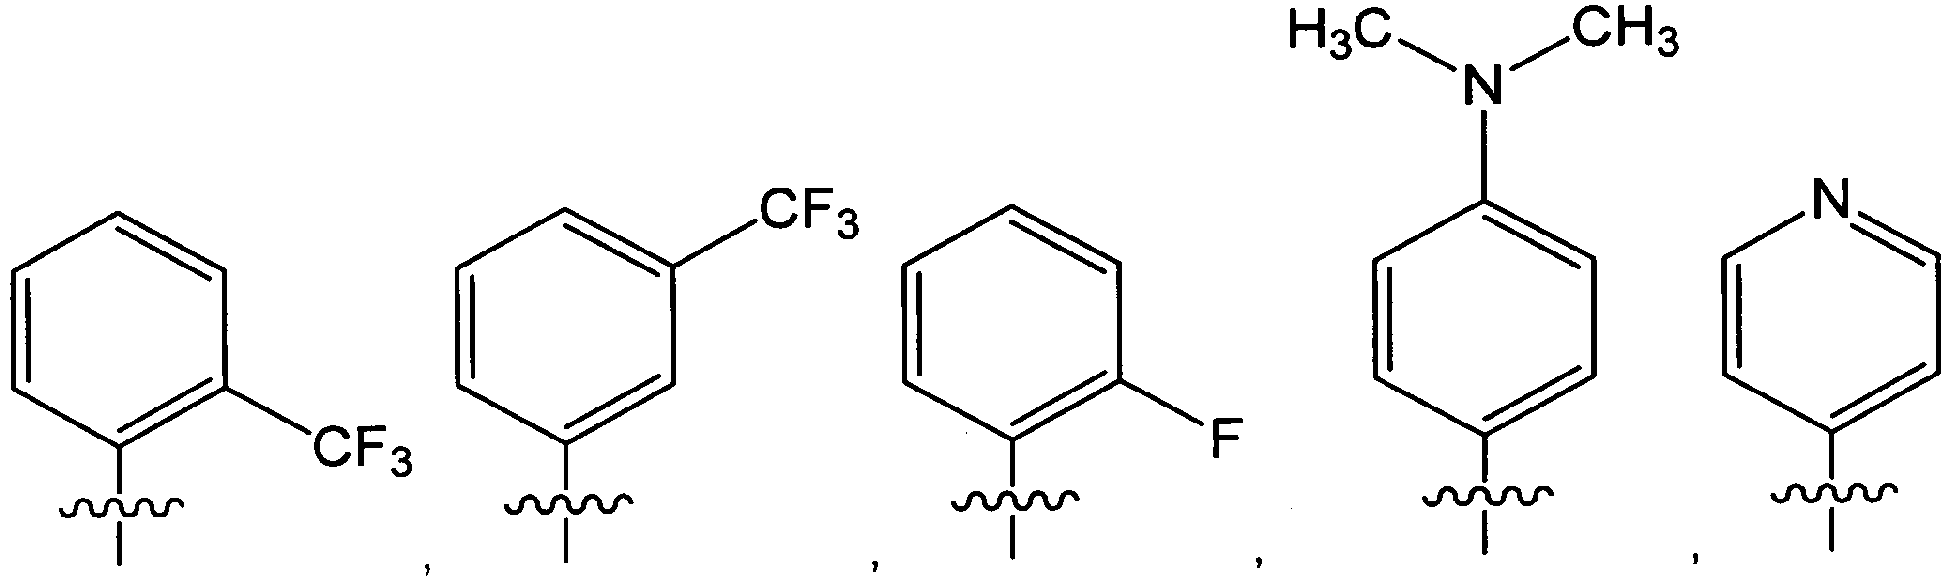 H3C CH3
N
N
CF3
F
CF3
, , , ,